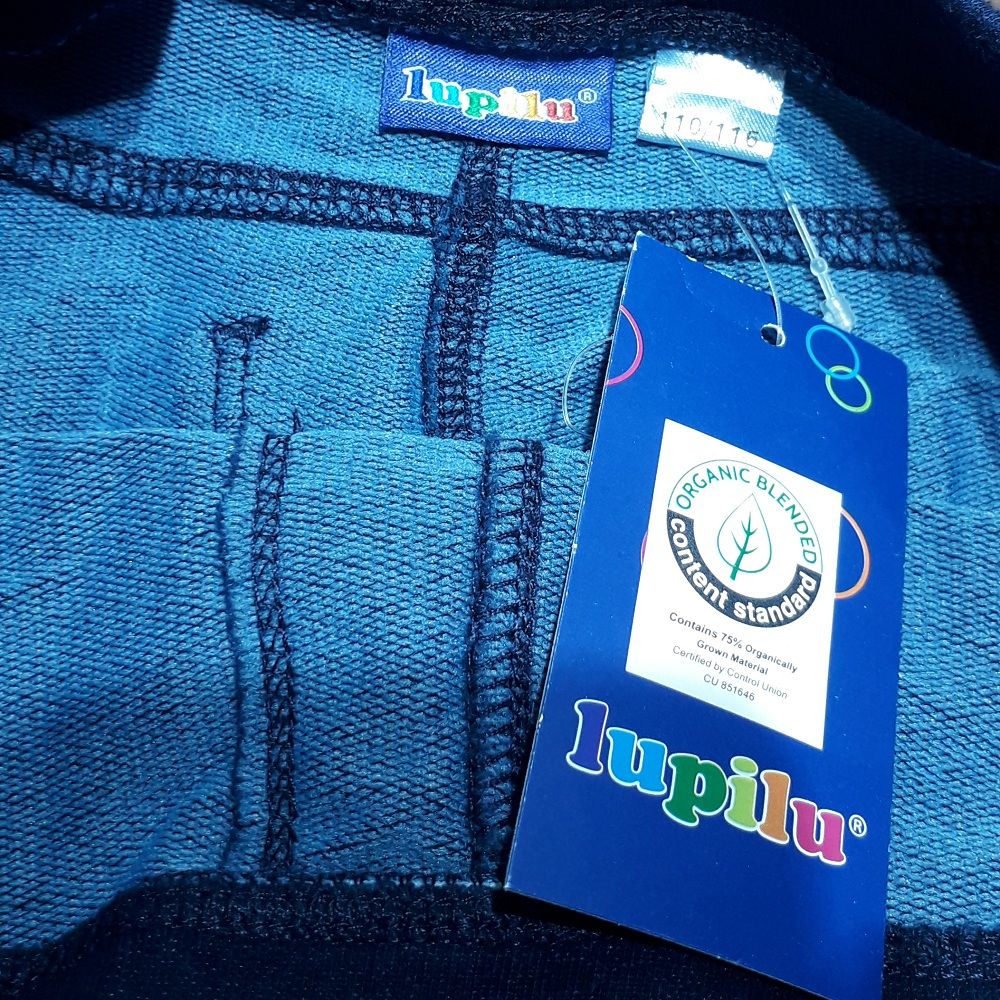 lupilu®
110/116
ORGANIC BLENDED
content standard
Contains 75% Organically
Grown Material
Certified by Control Union
CU 851646
lupilu®